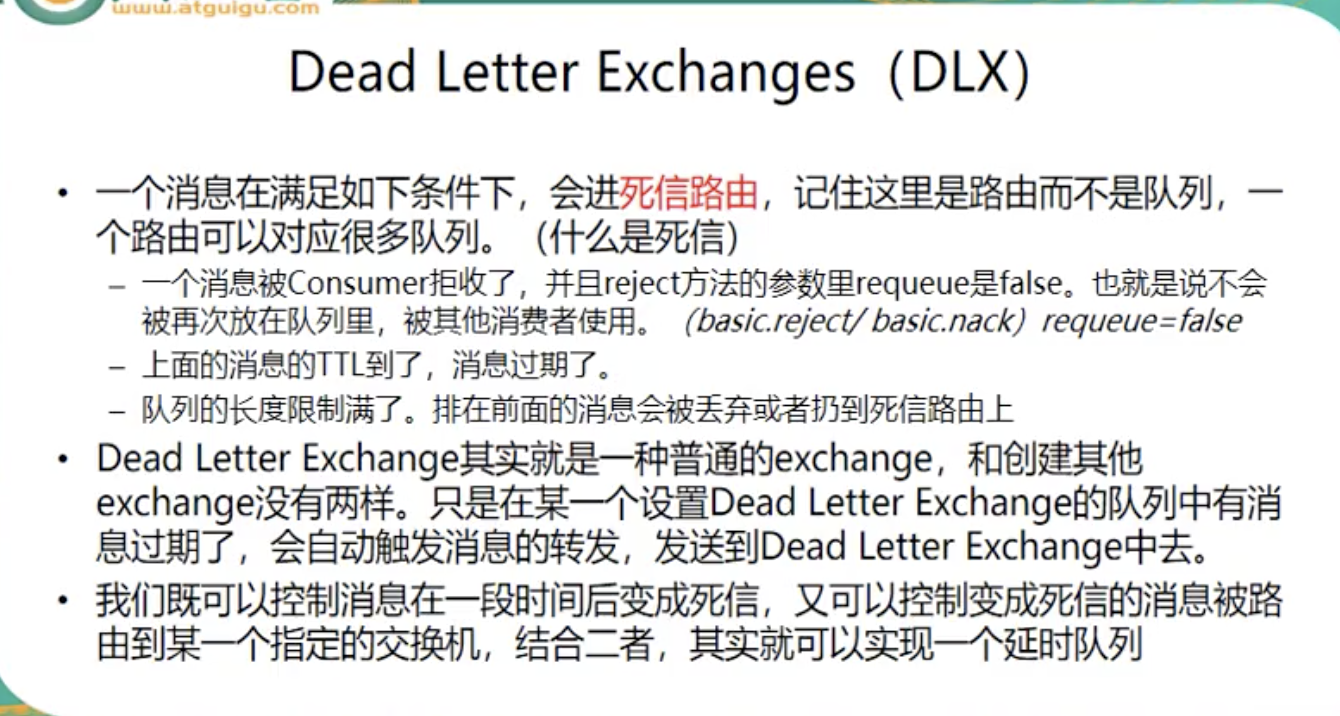 www.atguigu.com
Dead Letter Exchanges（DLX）
• 一个消息在满足如下条件下，会进死信路由，记住这里是路由而不是队列，一
个路由可以对应很多队列。（什么是死信）
– 一个消息被Consumer拒收了，并且reject方法的参数里requeue是false。也就是说不会
被再次放在队列里，被其他消费者使用。（basic.reject/ basic.nack）requeue=false
– 上面的消息的TTL到了，消息过期了。
– 队列的长度限制满了。排在前面的消息会被丢弃或者扔到死信路由上
• Dead Letter Exchange其实就是一种普通的exchange，和创建其他
exchange没有两样。只是在某一个设置Dead Letter Exchange的队列中有消
息过期了，会自动触发消息的转发，发送到Dead Letter Exchange中去。
• 我们既可以控制消息在一段时间后变成死信，又可以控制变成死信的消息被路
由到某一个指定的交换机，结合二者，其实就可以实现一个延时队列